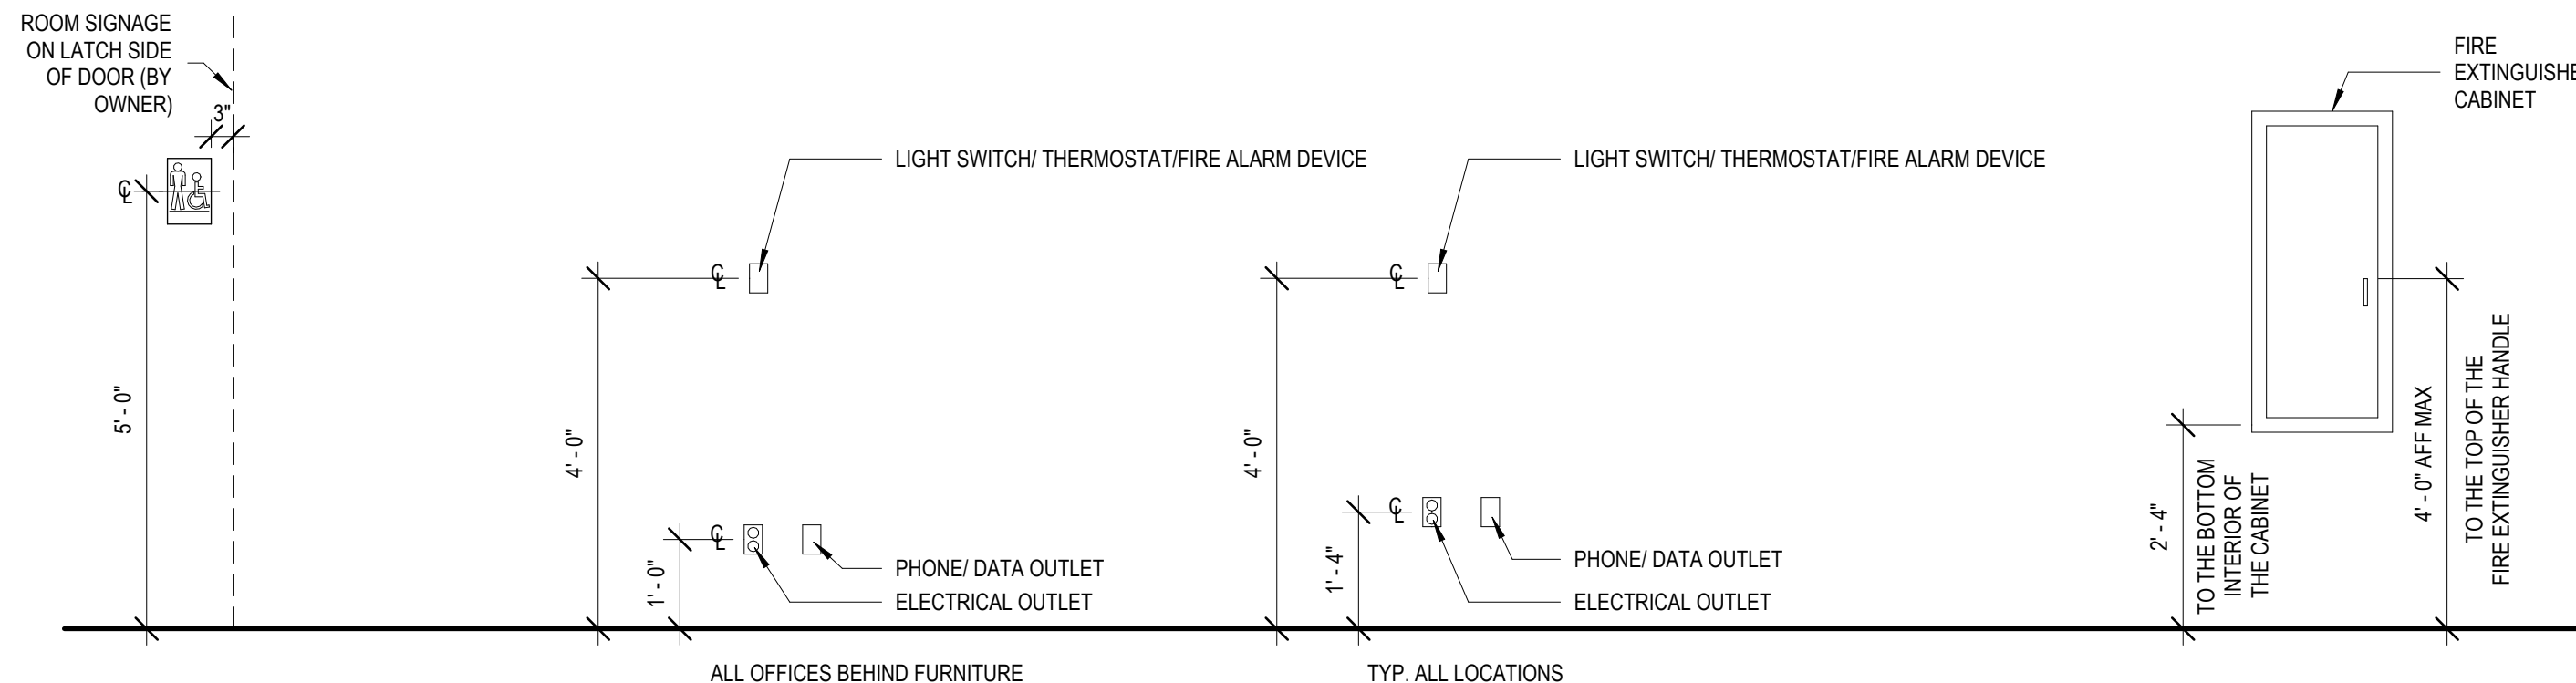 ROOM SIGNAGE
ON LATCH SIDE
OF DOOR (BY
OWNER)
3"
℄
5' - 0"
LIGHT SWITCH/ THERMOSTAT/FIRE ALARM DEVICE
℄
4' - 0"
℄
1' - 0"
PHONE/ DATA OUTLET
ELECTRICAL OUTLET
ALL OFFICES BEHIND FURNITURE
LIGHT SWITCH/ THERMOSTAT/FIRE ALARM DEVICE
℄
4' - 0"
℄
1' - 4"
PHONE/ DATA OUTLET
ELECTRICAL OUTLET
TYP. ALL LOCATIONS
FIRE
EXTINGUISHE
CABINET
2' - 4"
TO THE BOTTOM
INTERIOR OF
THE CABINET
4' - 0" AFF MAX
TO THE TOP OF THE
FIRE EXTINGUISHER HANDLE